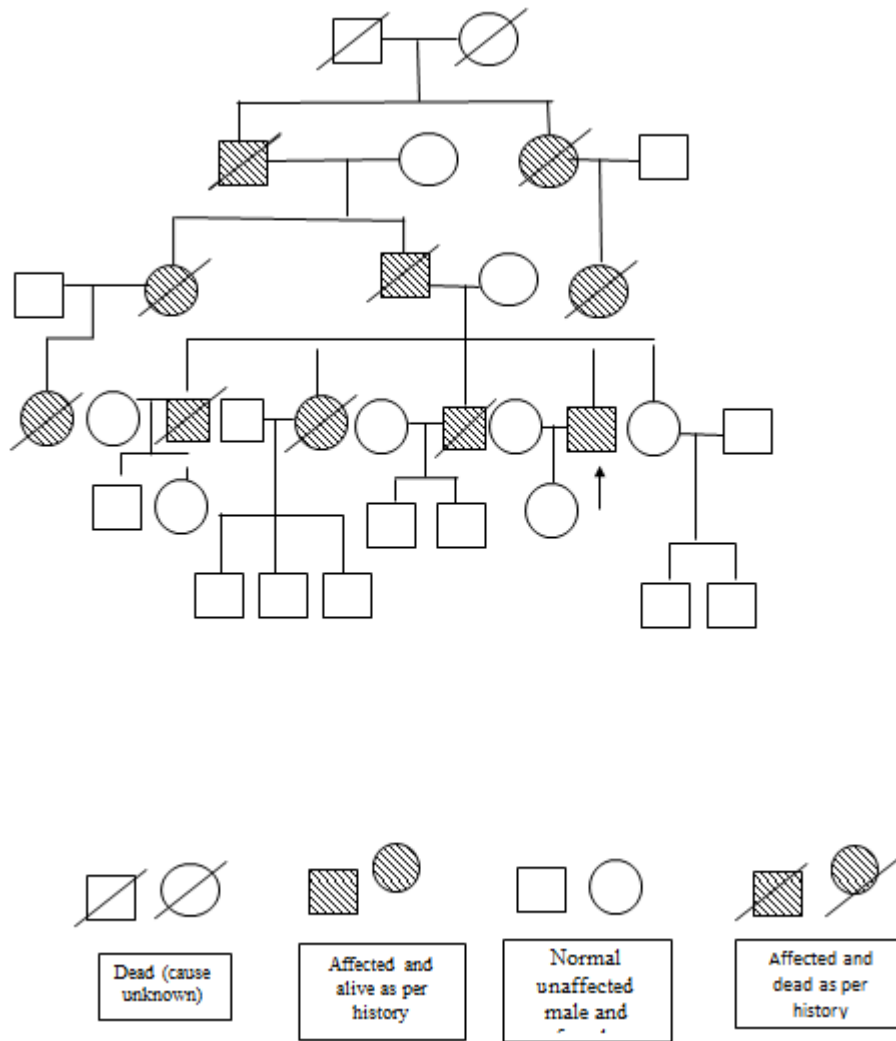 Dead (cause
unknown)
Affected and
alive as per
history
Normal
unaffected
male and
Affected and
dead as per
history